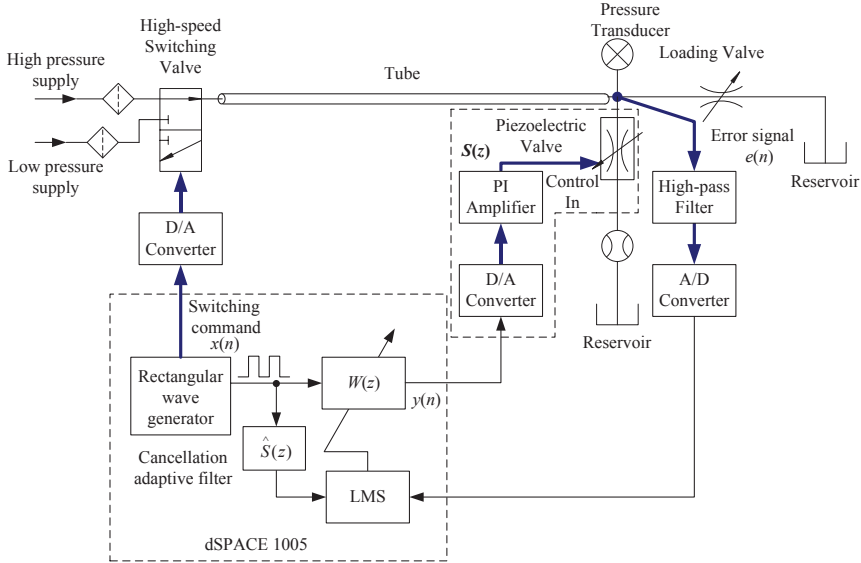 High-speed
Switching
Valve
Pressure
Transducer
High pressure
supply
Tube
Loading Valve
Low pressure
supply
S(z)
Piezoelectric
Valve
Error signal
e(n)
Reservoir
PI
Amplifier
Control
In
High-pass
Filter
D/A
Converter
D/A
Converter
A/D
Converter
Reservoir
Switching
command
x(n)
Rectangular
wave
generator
W(z)
y(n)
Ŝ(z)
Cancellation
adaptive filter
LMS
dSPACE 1005